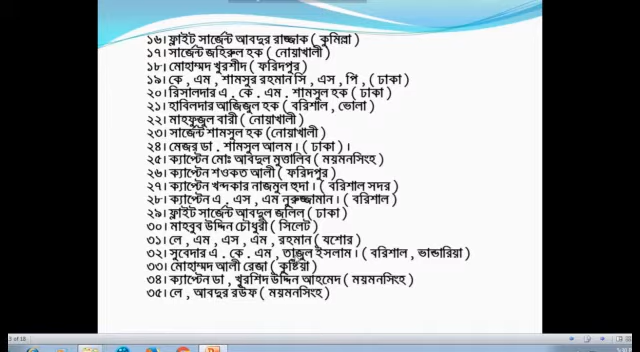 ১৬। ফ্লাইট সার্জেন্ট আবদুর রাজ্জাক ( কুমিল্লা )
১৭। সার্জেন্ট জহিরুল হক ( নোয়াখালী )
১৮। মোহাম্মদ খুরশীদ ( ফরিদপুর )
১৯। কে , এম , শামসুর রহমান সি , এস , পি , ( ঢাকা )
২০। রিসালদার এ . কে . এম . শামসুল হক ( ঢাকা )
২১। হাবিলদার আজিজুল হক ( বরিশাল , ভোলা )
২২। মাহফুজুল বারী ( নোয়াখালী )
২৩। সার্জেন্ট শামসুল হক (নোয়াখালী )
২৪। মেজর ডা . শামসুল আলম। ( ঢাকা ) ।
২৫। ক্যাপ্টেন মোঃ আবদুল মুত্তালিব ( ময়মনসিংহ )
২৬। ক্যাপ্টেন শওকত আলী ( ফরিদপুর )
২৭। ক্যাপ্টেন খন্দকার নাজমুল হুদা । ( বরিশাল সদর )
২৮। ক্যাপ্টেন এ . এস , এম নুরুজ্জামান । ( বরিশাল )
২৯। ফ্লাইট সার্জেন্ট আবদুল জলিল ( ঢাকা )
৩০। মাহবুব উদ্দিন চৌধুরী ( সিলেট )
৩১। লে , এম , এস , এম , রহমান ( যশোর )
৩২। সুবেদার এ . কে . এম , তাজুল ইসলাম। ( বরিশাল , ভান্ডারিয়া )
৩৩। মোহাম্মদ আলী রেজা ( কুষ্টিয়া )
৩৪। ক্যাপ্টেন ডা , খুরশিদ উদ্দিন আহমেদ ( ময়মনসিংহ )
৩৫। লে , আবদুর রউফ ( ময়মনসিংহ )